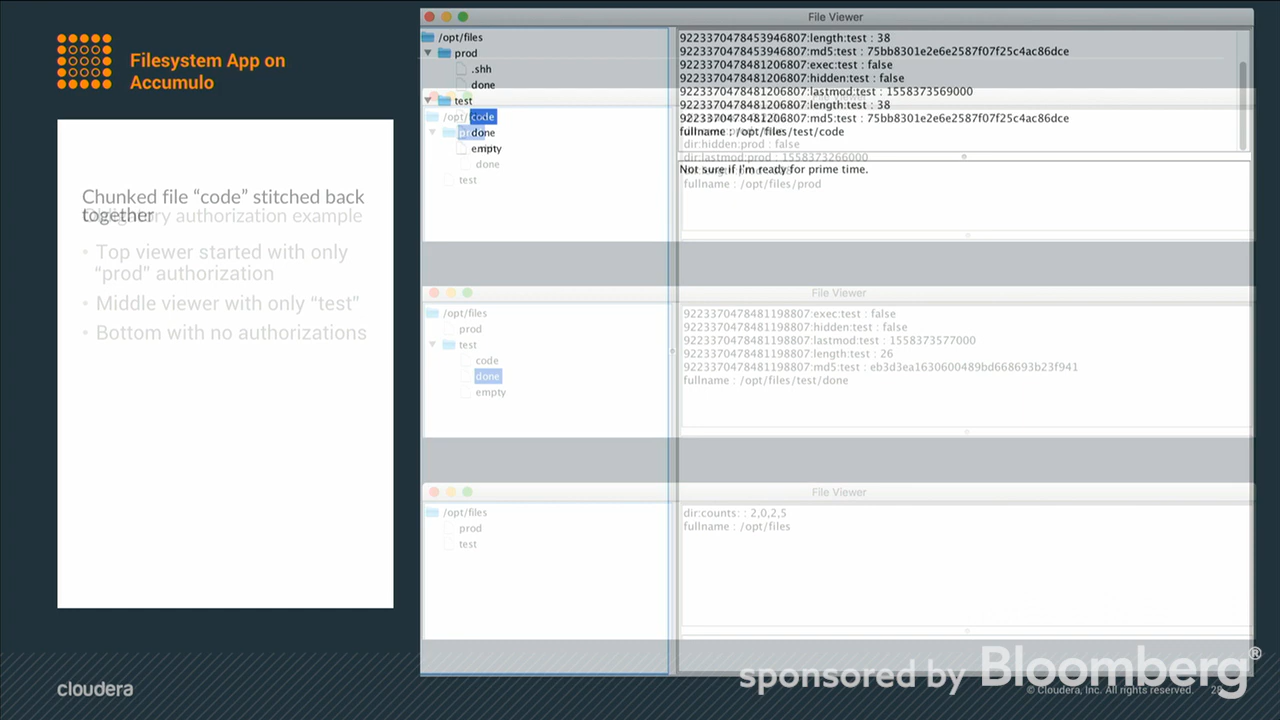 Filesystem App on
Accumulo
Chunked file “code” stitched back
together
authorization example
• Top viewer started with only
“prod” authorization
• Middle viewer with only “test”
• Bottom with no authorizations
File Viewer
/opt/files
prod
.shh
done
test
code
done
empty
9223370478453946807:length:test : 38
9223370478453946807:md5:test : 75bb8301e2e6e2587f07f25c4ac86dce
9223370478481206807:exec:test : false
9223370478481206807:hidden:test : false
9223370478481206807:lastmod:test : 1558373569000
9223370478481206807:length:test : 38
9223370478481206807:md5:test : 75bb8301e2e6e2587f07f25c4ac86dce
fullname : /opt/files/test/code
Not sure if I'm ready for prime time.
/opt/
done
test
dir:hidden:prod : false
dir:lastmod:prod : 1558373266000
fullname : /opt/files/prod
File Viewer
/opt/files
prod
test
code
done
empty
9223370478481198807:exec:test : false
9223370478481198807:hidden:test : false
9223370478481198807:lastmod:test : 1558373577000
9223370478481198807:length:test : 26
9223370478481198807:md5:test : eb3d3ea1630600489bd668693b23f941
fullname : /opt/files/test/done
File Viewer
/opt/files
prod
test
dir:counts: : 2,0,2,5
fullname : /opt/files
sponsored by Bloomberg®
cloudera
© Cloudera, Inc. All rights reserved.